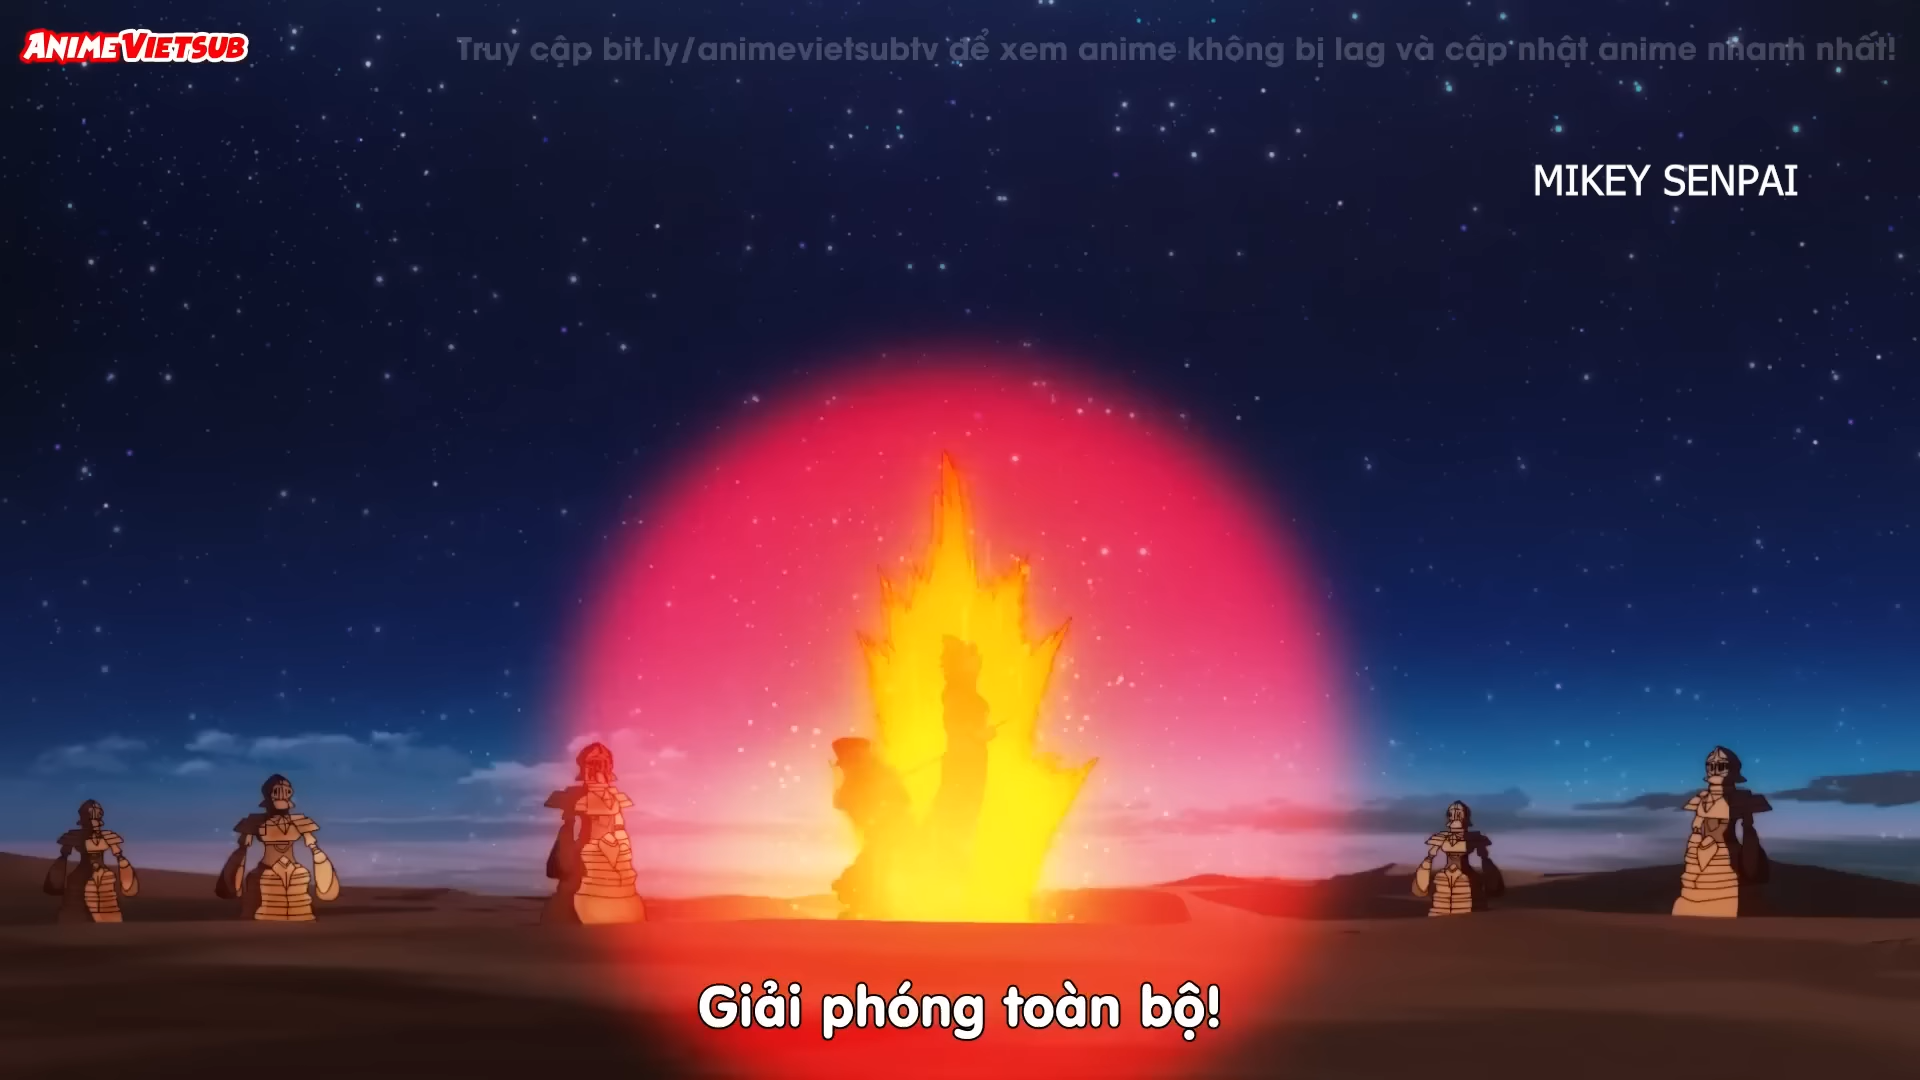 ANIMEVIETSUB
Truy cập bit.ly/animevietsubtv để xem anime không bị lag và cập nhật anime nhanh nhất!
MIKEY SENPAI
Giải phóng toàn bộ!